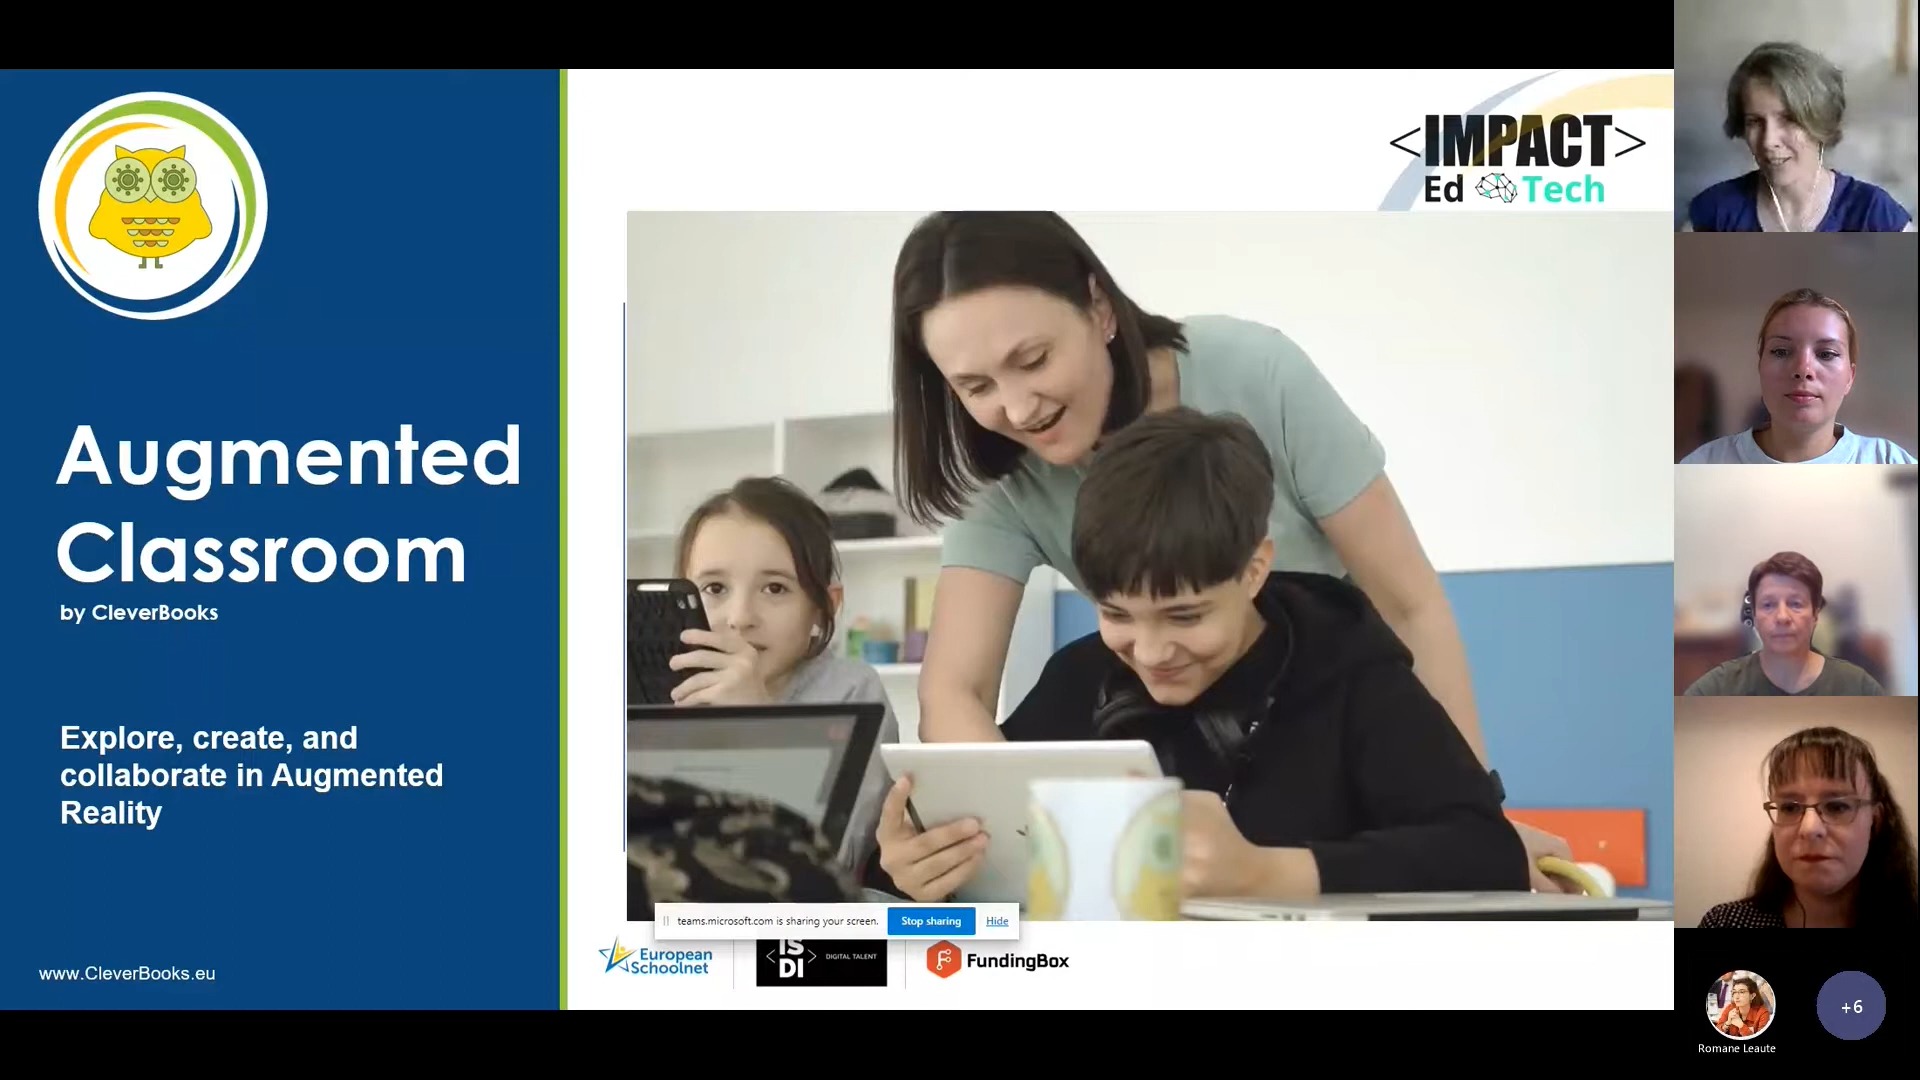 Augmented
Classroom
by CleverBooks
Explore, create, and
collaborate in Augmented
Reality
www.CleverBooks.eu
<IMPACT>
Ed Tech
teams.microsoft.com is sharing your screen.
Stop sharing
Hide
European
Schoolnet
<IS
DI>
DIGITAL TALENT
FundingBox
Romane Leaute
+6